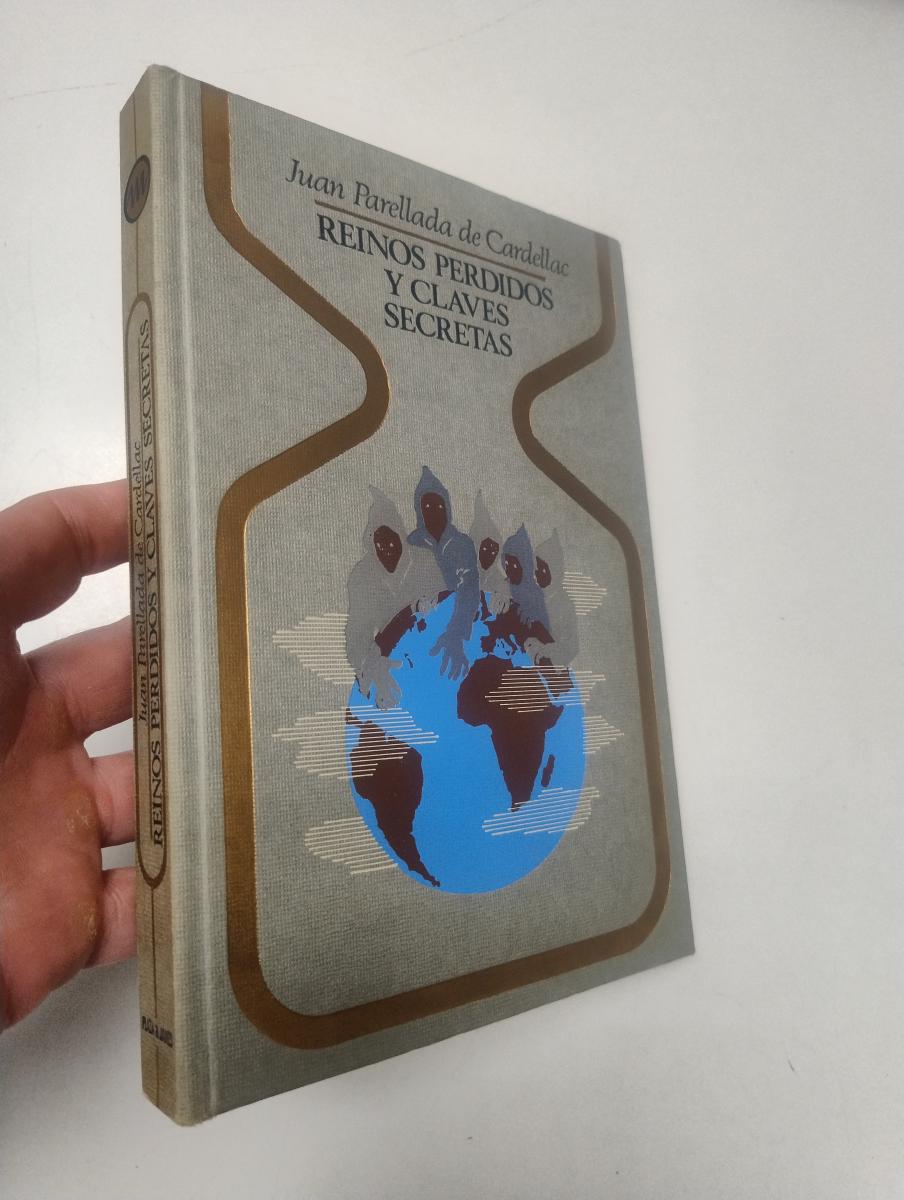 Juan Parellada de Cardellac
REINOS PERDIDOS
Y CLAVES
SECRETAS
Juan Parellada de Cardellac
REINOS PERDIDOS Y CLAVES SECRETAS